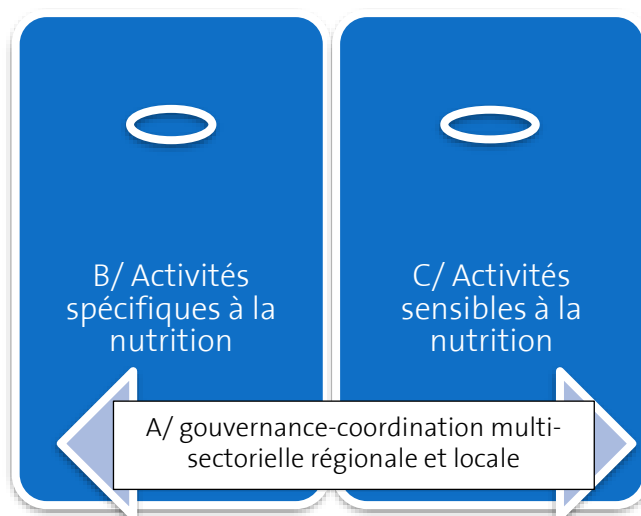 B/ Activités
spécifiques à la
nutrition
C/ Activités
sensibles à la
nutrition
A/ gouvernance-coordination multi-
sectorielle régionale et locale